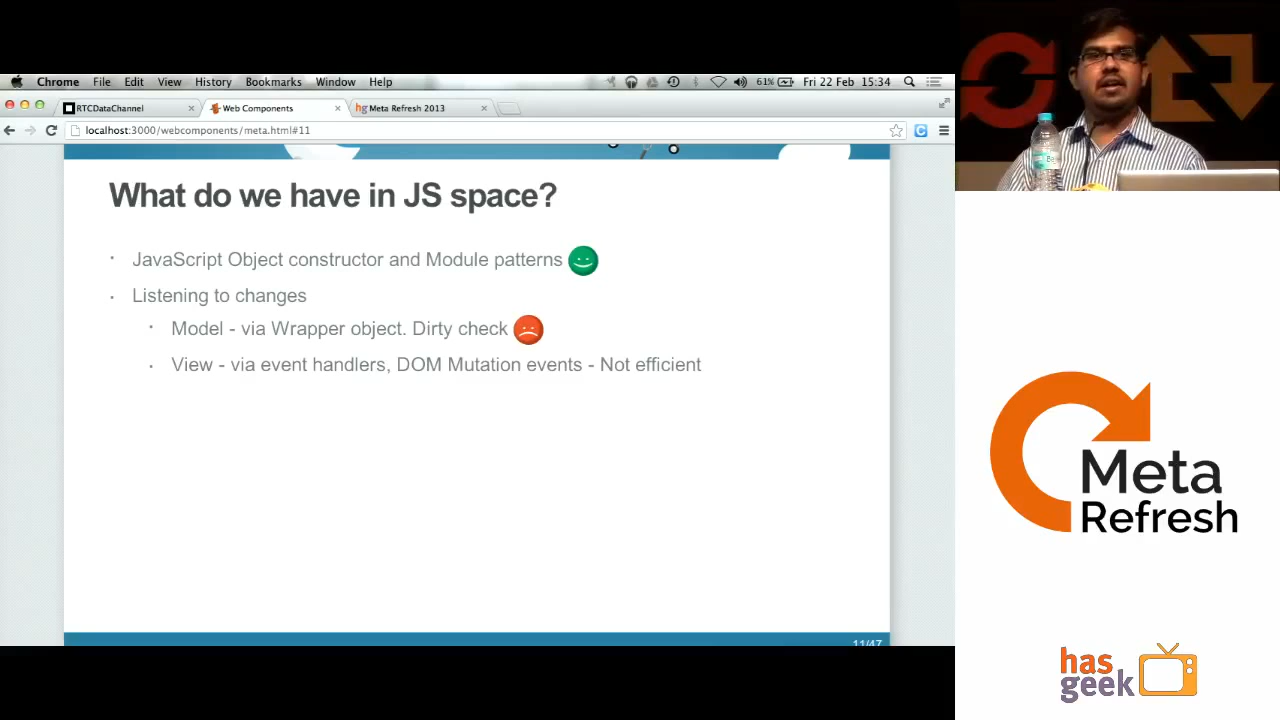 Chrome File Edit View History Bookmarks Window Help 61% Fri 22 Feb 15:34
RTCDataChannel × Web Components × hg Meta Refresh 2013 ×
localhost:3000/webcomponents/meta.html#11
What do we have in JS space?
• JavaScript Object constructor and Module patterns
• Listening to changes
• Model - via Wrapper object. Dirty check
• View - via event handlers, DOM Mutation events - Not efficient
11/47
Meta
Refresh
has
geek